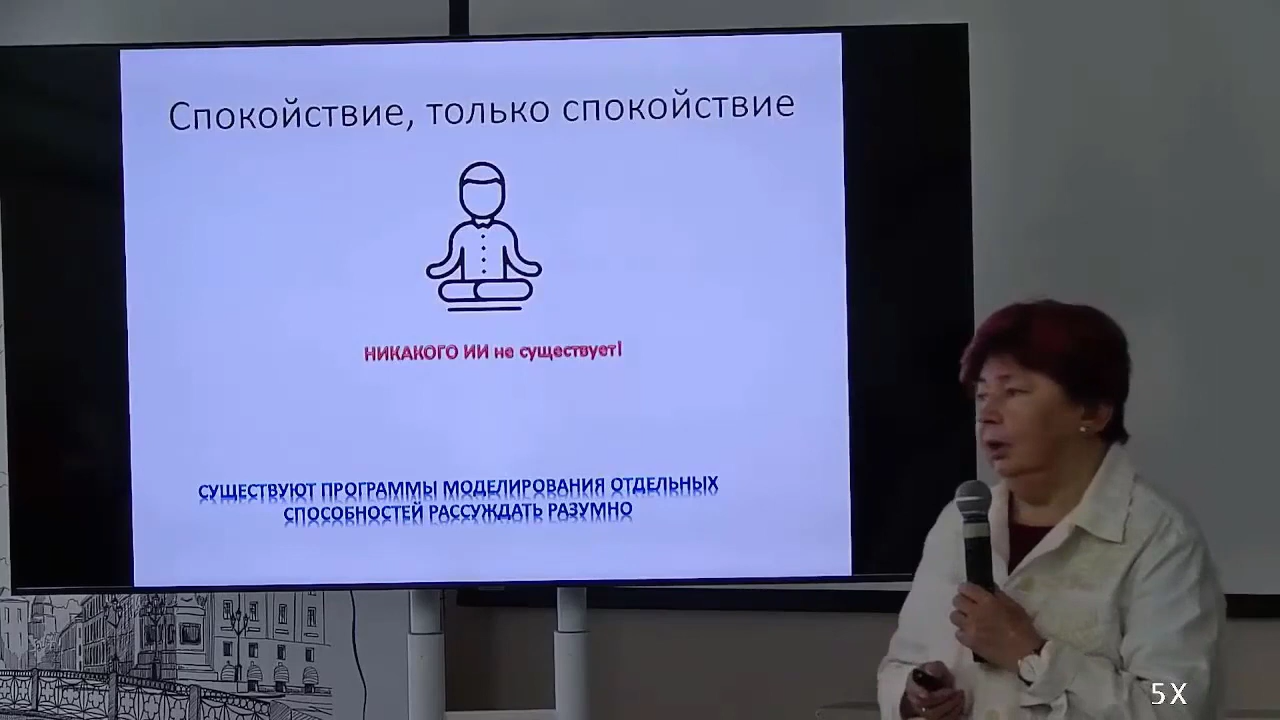 Спокойствие, только спокойствие
НИКАКОГО ИИ не существует!
СУЩЕСТВУЮТ ПРОГРАММЫ МОДЕЛИРОВАНИЯ ОТДЕЛЬНЫХ
СПОСОБНОСТЕЙ РАССУЖДАТЬ РАЗУМНО
5X